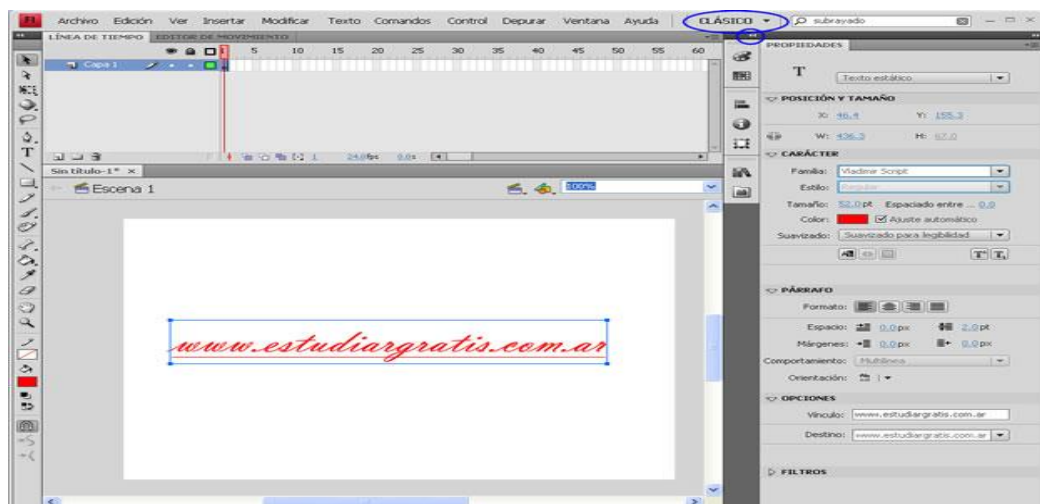 Fl Archivo Edición Ver Insertar Modificar Texto Comandos Control Depurar Ventana Ayuda CLÁSICO subrayado
LÍNEA DE TIEMPO EDITOR DE MOVIMIENTO
5 10 15 20 25 30 35 40 45 50 55 60
Capa 1
24.0fps 0.0s
Sin título-1*
Escena 1 100%
www.estudiargratis.com.ar
PROPIEDADES
T Texto estático
POSICIÓN Y TAMAÑO
X: 46.4 Y: 155.3
W: 436.3 H: 67.0
CARÁCTER
Familia: Vladimir Script
Estilo: Regular
Tamaño: 52.0 pt Espaciado entre ... 0.0
Color: Ajuste automático
Suavizado: Suavizado para legibilidad
PÁRRAFO
Formato:
Espacio: 0.0 px 2.0 pt
Márgenes: 0.0 px 0.0 px
Comportamiento: Multilínea
Orientación:
OPCIONES
Vínculo: www.estudiargratis.com.ar
Destino: www.estudiargratis.com.ar
FILTROS